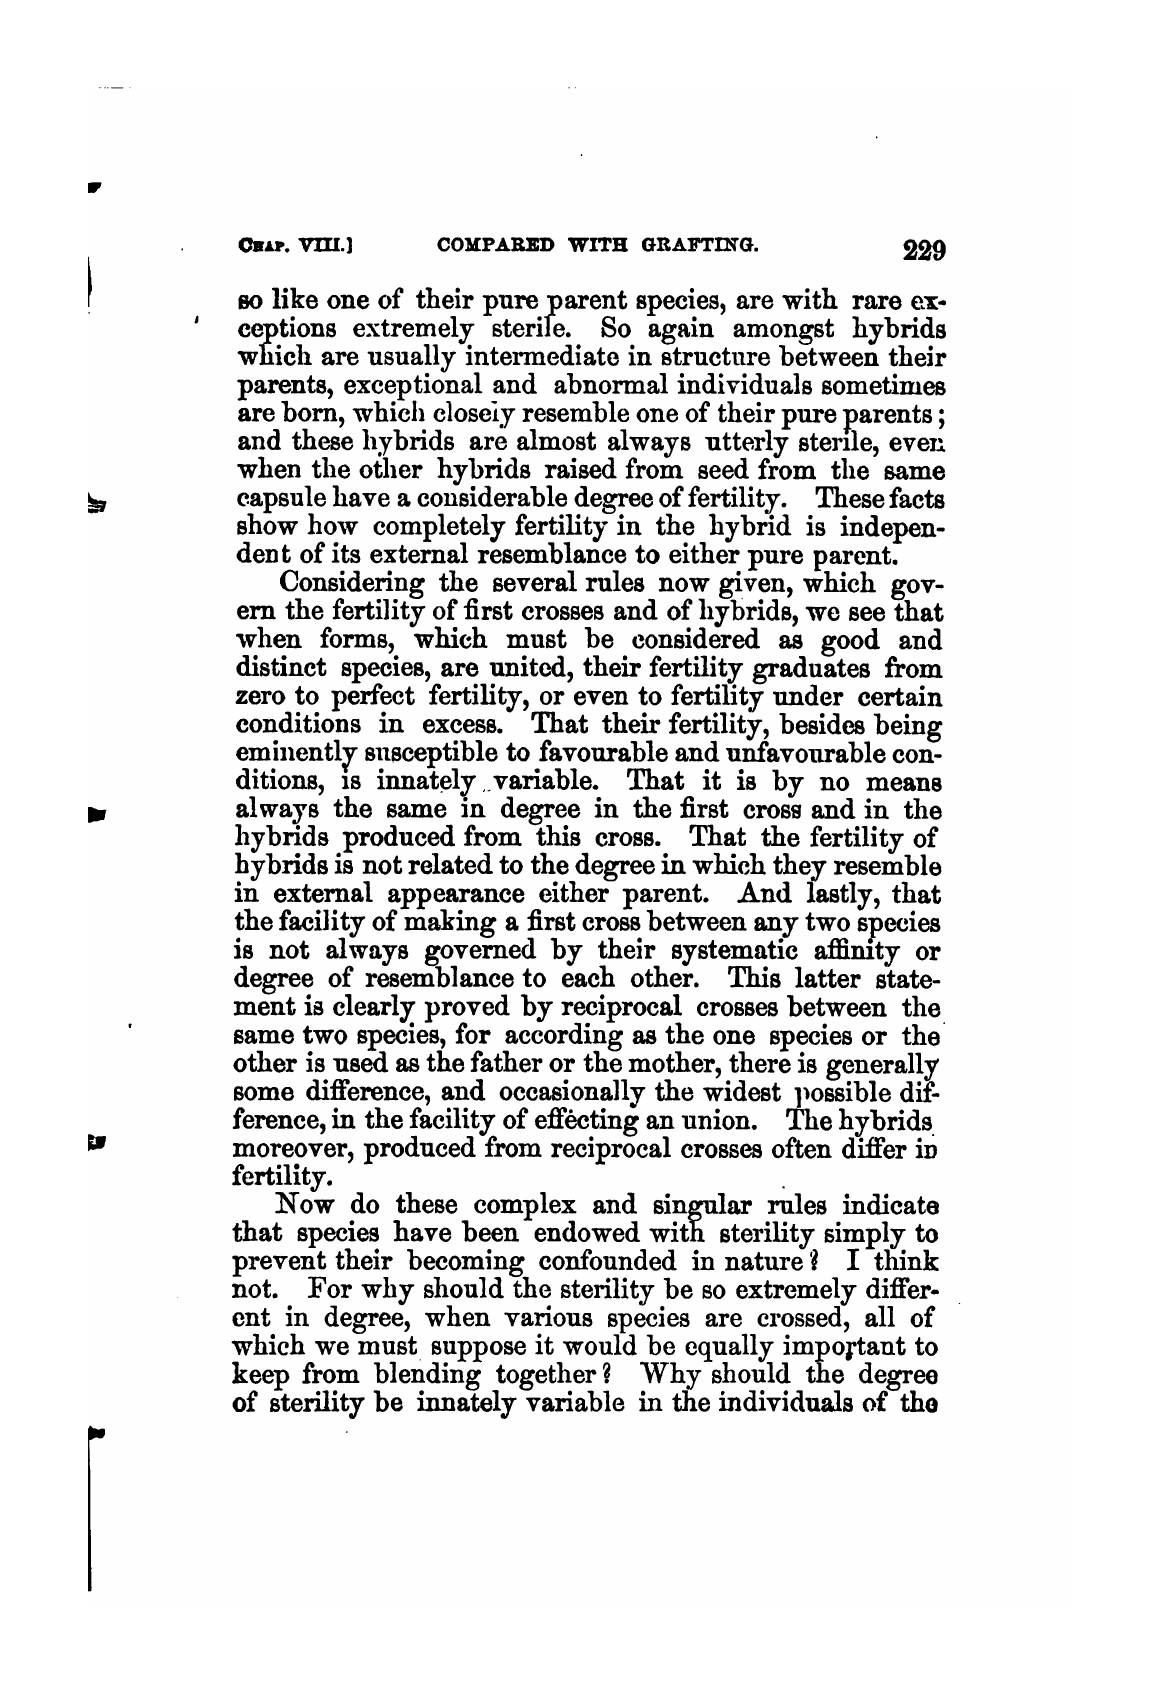 CHAP. VIII.] COMPARED WITH GRAFTING. 229
so like one of their pure parent species, are with rare ex-
ceptions extremely sterile. So again amongst hybrids
which are usually intermediate in structure between their
parents, exceptional and abnormal individuals sometimes
are born, which closely resemble one of their pure parents;
and these hybrids are almost always utterly sterile, even
when the other hybrids raised from seed from the same
capsule have a considerable degree of fertility. These facts
show how completely fertility in the hybrid is indepen-
dent of its external resemblance to either pure parent.
Considering the several rules now given, which gov-
ern the fertility of first crosses and of hybrids, we see that
when forms, which must be considered as good and
distinct species, are united, their fertility graduates from
zero to perfect fertility, or even to fertility under certain
conditions in excess. That their fertility, besides being
eminently susceptible to favourable and unfavourable con-
ditions, is innately variable. That it is by no means
always the same in degree in the first cross and in the
hybrids produced from this cross. That the fertility of
hybrids is not related to the degree in which they resemble
in external appearance either parent. And lastly, that
the facility of making a first cross between any two species
is not always governed by their systematic affinity or
degree of resemblance to each other. This latter state-
ment is clearly proved by reciprocal crosses between the
same two species, for according as the one species or the
other is used as the father or the mother, there is generally
some difference, and occasionally the widest possible dif-
ference, in the facility of effecting an union. The hybrids
moreover, produced from reciprocal crosses often differ in
fertility.
Now do these complex and singular rules indicate
that species have been endowed with sterility simply to
prevent their becoming confounded in nature? I think
not. For why should the sterility be so extremely differ-
ent in degree, when various species are crossed, all of
which we must suppose it would be equally important to
keep from blending together? Why should the degree
of sterility be innately variable in the individuals of the